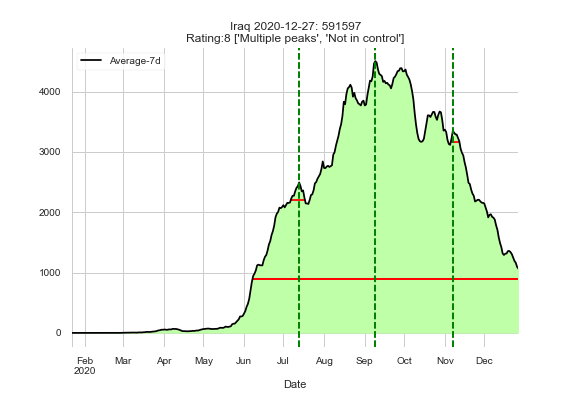 Iraq 2020-12-27: 591597
Rating:8 ['Multiple peaks', 'Not in control']
Average-7d
4000
3000
2000
1000
0
Feb Mar Apr May Jun Jul Aug Sep Oct Nov Dec
2020
Date